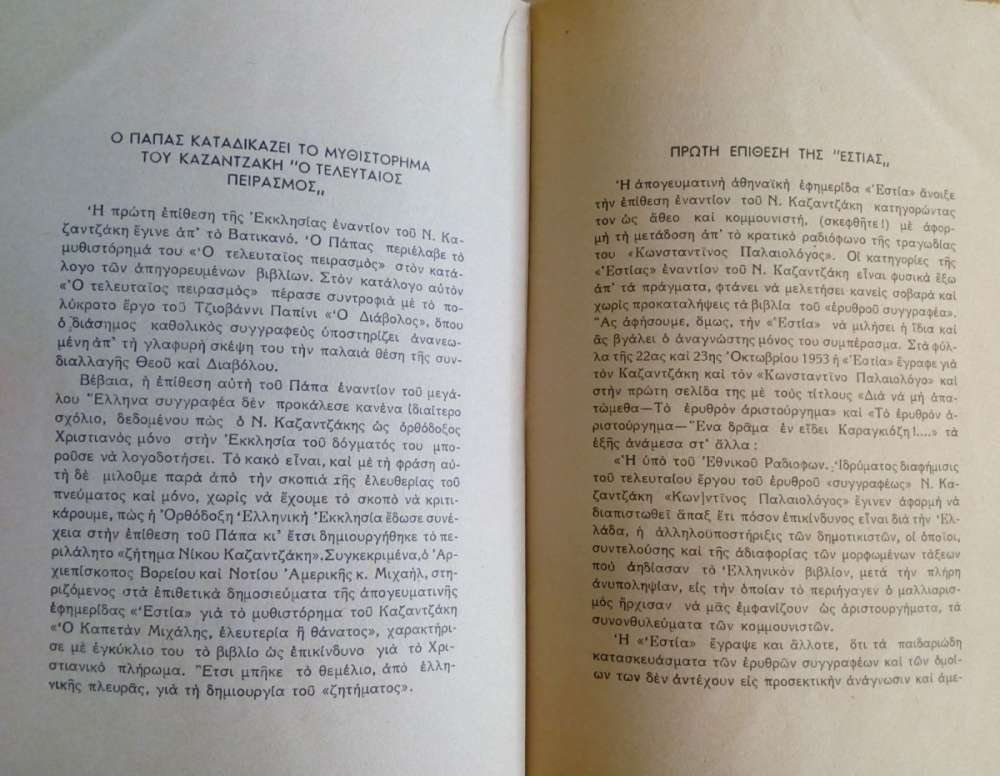 Ο ΠΑΠΑΣ ΚΑΤΑΔΙΚΑΖΕΙ ΤΟ ΜΥΘΙΣΤΟΡΗΜΑ
ΤΟΥ ΚΑΖΑΝΤΖΑΚΗ "Ο ΤΕΛΕΥΤΑΙΟΣ
ΠΕΙΡΑΣΜΟΣ„
Ἡ πρώτη ἐπίθεση τῆς Ἐκκλησίας ἐναντίον τοῦ Ν. Κα-
ζαντζάκη ἔγινε ἀπ' τὸ Βατικανό. Ὁ Πάπας περιέλαβε τὸ
μυθιστόρημά του «Ὁ τελευταῖος πειρασμὸς» στὸν κατά-
λογο τῶν ἀπηγορευμένων βιβλίων. Στὸν κατάλογο αὐτὸν
«Ὁ τελευταῖος πειρασμὸς» πέρασε συντροφιὰ μὲ τὸ πο-
λύκροτο ἔργο τοῦ Τζιοβάννι Παπίνι «Ὁ Διάβολος», ὅπου
ὁ διάσημος καθολικὸς συγγραφεὺς ὑποστηρίζει ἀνανεω-
μένη ἀπ' τὴ γλαφυρὴ σκέψη του τὴν παλαιὰ θέση τῆς συν-
διαλλαγῆς Θεοῦ καὶ Διαβόλου.
Βέβαια, ἡ ἐπίθεση αὐτὴ τοῦ Πάπα ἐναντίον τοῦ μεγά-
λου Ἕλληνα συγγραφέα δὲν προκάλεσε κανένα ἰδιαίτερο
σχόλιο, δεδομένου πὼς ὁ Ν. Καζαντζάκης ὡς ὀρθόδοξος
Χριστιανὸς μόνο στὴν Ἐκκλησία τοῦ δόγματός του μπο-
ροῦσε νὰ λογοδοτήσει. Τὸ κακὸ εἶναι, καὶ μὲ τὴ φράση αὐ-
τὴ δὲ μιλοῦμε παρὰ ἀπὸ τὴν σκοπιὰ τῆς ἐλευθερίας τοῦ
πνεύματος καὶ μόνο, χωρὶς νὰ ἔχουμε τὸ σκοπὸ νὰ κριτι-
κάρουμε, πὼς ἡ Ὀρθόδοξη Ἑλληνικὴ Ἐκκλησία ἔδωσε συνέ-
χεια στὴν ἐπίθεση τοῦ Πάπα κι' ἔτσι δημιουργήθηκε τὸ πε-
ριλάλητο «ζήτημα Νίκου Καζαντζάκη». Συγκεκριμένα, ὁ Ἀρ-
χιεπίσκοπος Βορείου καὶ Νοτίου Ἀμερικῆς κ. Μιχαήλ, στη-
ριζόμενος στὰ ἐπιθετικὰ δημοσιεύματα τῆς ἀπογευματινῆς
ἐφημερίδας «Ἑστία» γιὰ τὸ μυθιστόρημα τοῦ Καζαντζάκη
«Ὁ Καπετὰν Μιχάλης, ἐλευτερία ἢ θάνατος», χαρακτήρι-
σε μὲ ἐγκύκλιο του τὸ βιβλίο ὡς ἐπικίνδυνο γιὰ τὸ Χρι-
στιανικὸ πλήρωμα. Ἔτσι μπῆκε τὸ θεμέλιο, ἀπὸ ἑλλη-
νικῆς πλευρᾶς, γιὰ τὴ δημιουργία τοῦ «ζητήματος».
ΠΡΩΤΗ ΕΠΙΘΕΣΗ ΤΗΣ "ΕΣΤΙΑΣ„
Ἡ ἀπογευματινὴ ἀθηναϊκὴ ἐφημερίδα «Ἑστία» ἄνοιξε
τὴν ἐπίθεση ἐναντίον τοῦ Ν. Καζαντζάκη κατηγορώντας
τον ὡς ἄθεο καὶ κομμουνιστή, (σκεφθῆτε!) μὲ ἀφορ-
μὴ τὴ μετάδοση ἀπ' τὸ κρατικὸ ραδιόφωνο τῆς τραγωδίας
του «Κωνσταντῖνος Παλαιολόγος». Οἱ κατηγορίες τῆς
«Ἑστίας» ἐναντίον τοῦ Ν. Καζαντζάκη εἶναι φυσικὰ ἔξω
ἀπ' τὰ πράγματα, φτάνει νὰ μελετήσει κανεὶς σοβαρὰ καὶ
χωρὶς προκαταλήψεις τὰ βιβλία τοῦ «ἐρυθροῦ συγγραφέα».
Ἂς ἀφήσουμε, ὅμως, τὴν «Ἑστία» νὰ μιλήσει ἡ ἴδια καὶ
ἂς βγάλει ὁ ἀναγνώστης μόνος του συμπέρασμα. Στὰ φύλ-
λα τῆς 22ας καὶ 23ης Ὀκτωβρίου 1953 ἡ «Ἑστία» ἔγραφε γιὰ
τὸν Καζαντζάκη καὶ τὸν «Κωνσταντῖνο Παλαιολόγο» καὶ
στὴν πρώτη σελίδα της μὲ τοὺς τίτλους «Διὰ νὰ μὴ ἀπα-
τώμεθα—Τὸ ἐρυθρὸν ἀριστούργημα» καὶ «Τὸ ἐρυθρὸν ἀ-
ριστούργημα—Ἕνα δρᾶμα ἐν εἴδει Καραγκιόζη!....» τὰ
ἑξῆς ἀνάμεσα στ' ἄλλα:
«Ἡ ὑπὸ τοῦ Ἐθνικοῦ Ραδιοφων. Ἱδρύματος διαφήμισις
τοῦ τελευταίου ἔργου τοῦ ἐρυθροῦ «συγγραφέως» Ν. Κα-
ζαντζάκη «Κων)ντῖνος Παλαιολόγος» ἔγινεν ἀφορμὴ νὰ
διαπιστωθεῖ ἅπαξ ἔτι πόσον ἐπικίνδυνος εἶναι διὰ τὴν Ἑλ-
λάδα, ἡ ἀλληλοϋποστήριξις τῶν δημοτικιστῶν, οἱ ὁποῖοι,
συντελούσης καὶ τῆς ἀδιαφορίας τῶν μορφωμένων τάξεων
ποὺ ἀηδίασαν τὸ Ἑλληνικὸν βιβλίον, μετὰ τὴν πλήρη
ἀνυποληψίαν, εἰς τὴν ὁποίαν τὸ περιήγαγεν ὁ μαλλιαρι-
σμὸς ἤρχισαν νὰ μᾶς ἐμφανίζουν ὡς ἀριστουργήματα, τὰ
συνονθυλεύματα τῶν κομμουνιστῶν.
Ἡ «Ἑστία» ἔγραψε καὶ ἄλλοτε, ὅτι τὰ παιδαριώδη
κατασκευάσματα τῶν ἐρυθρῶν συγγραφέων καὶ τῶν ὁμοί-
ων των δὲν ἀντέχουν εἰς προσεκτικὴν ἀνάγνωσιν καὶ ἀμε-